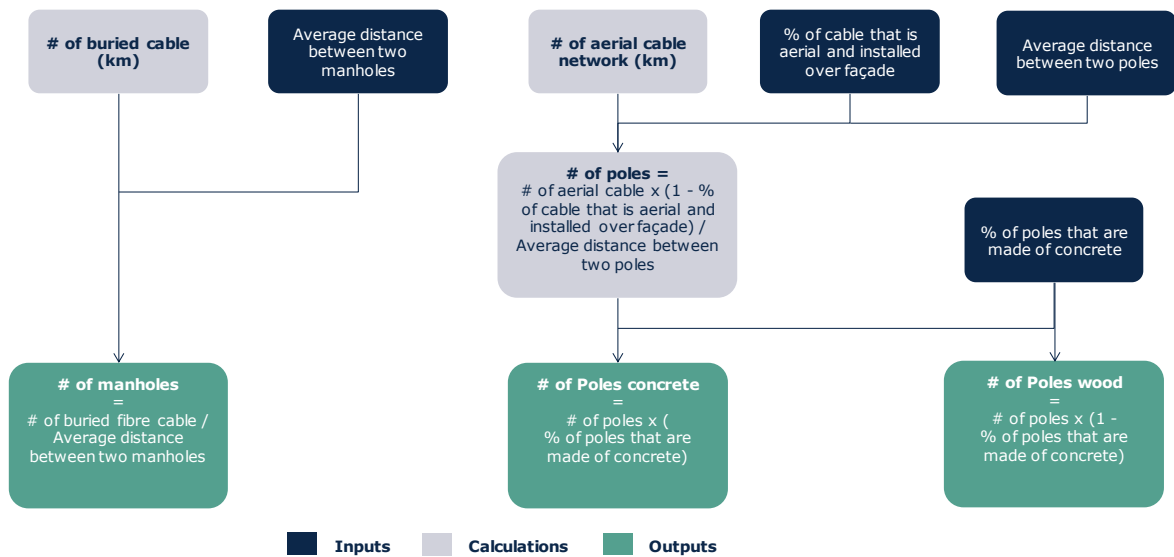 # of buried cable
(km)
Average distance
between two
manholes
# of aerial cable
network (km)
% of cable that is
aerial and installed
over façade
Average distance
between two poles
# of poles =
# of aerial cable x (1 - %
of cable that is aerial and
installed over façade) /
Average distance between
two poles
% of poles that are
made of concrete
# of manholes
=
# of buried fibre cable /
Average distance
between two manholes
# of Poles concrete
=
# of poles x (
% of poles that are
made of concrete)
# of Poles wood
=
# of poles x (1 -
% of poles that are
made of concrete)
Inputs
Calculations
Outputs